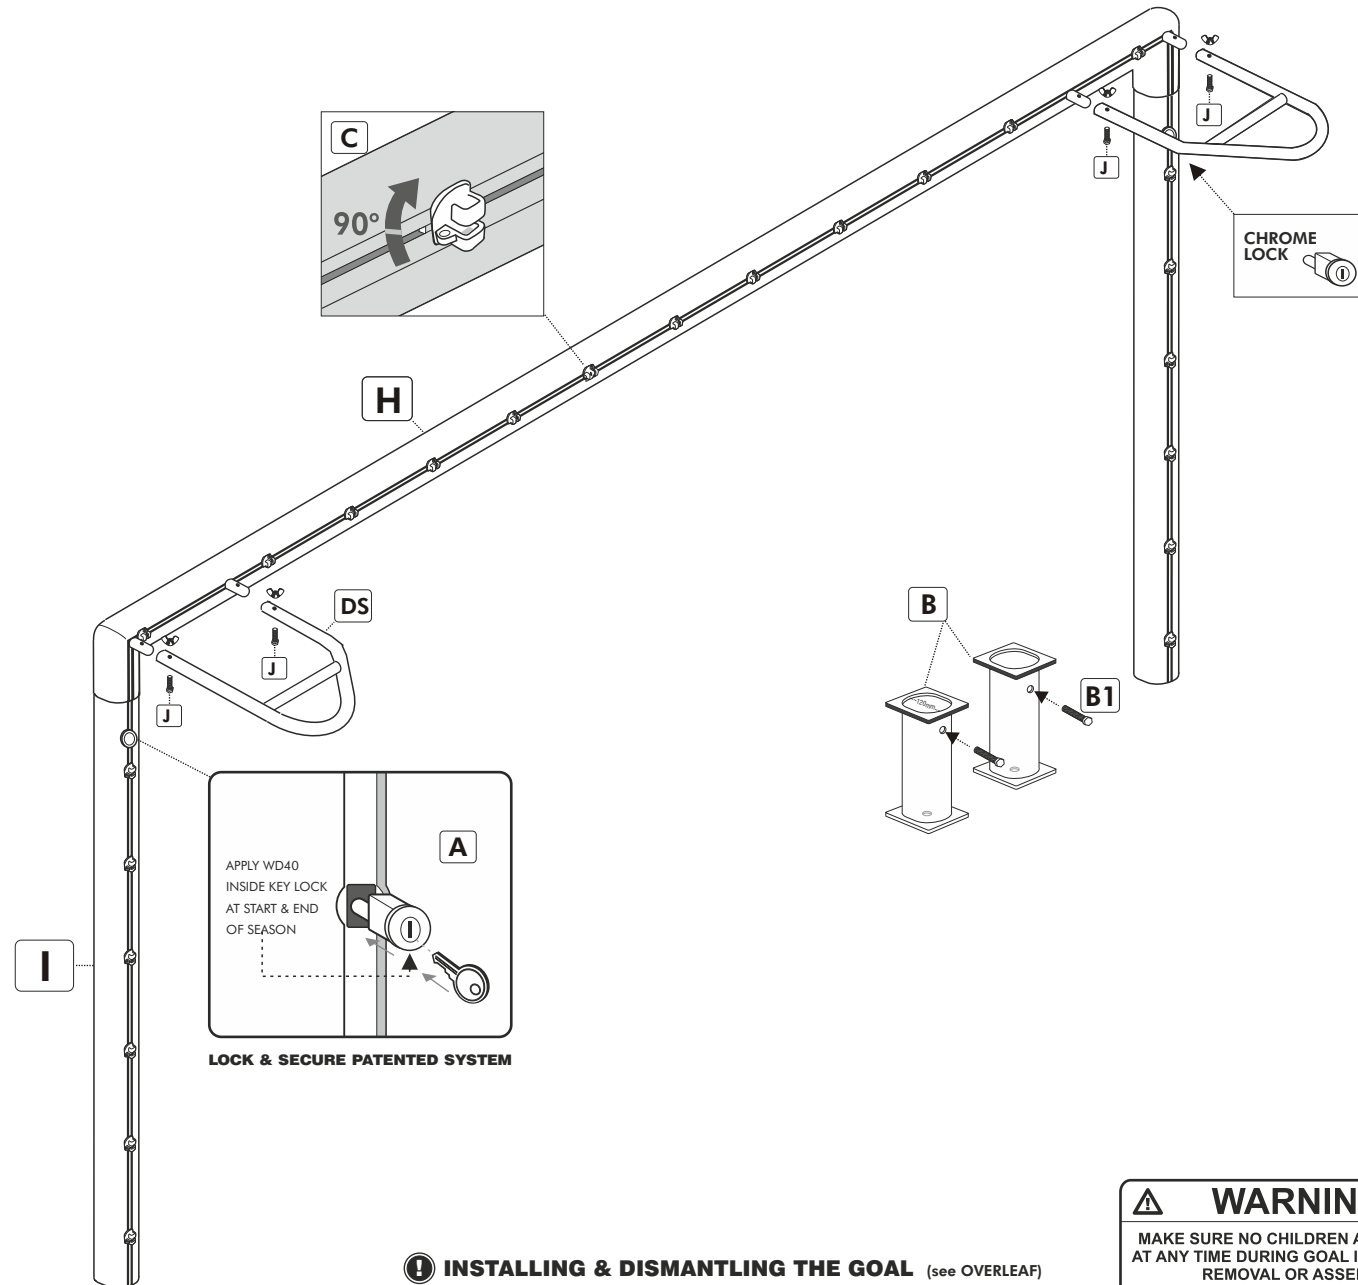 C
90°
J
J
CHROME
LOCK
H
DS
J
J
B
120mm
B1
A
APPLY WD40
INSIDE KEY LOCK
AT START & END
OF SEASON
I
LOCK & SECURE PATENTED SYSTEM
INSTALLING & DISMANTLING THE GOAL (see OVERLEAF)
WARNIN
MAKE SURE NO CHILDREN A
AT ANY TIME DURING GOAL I
REMOVAL OR ASSE